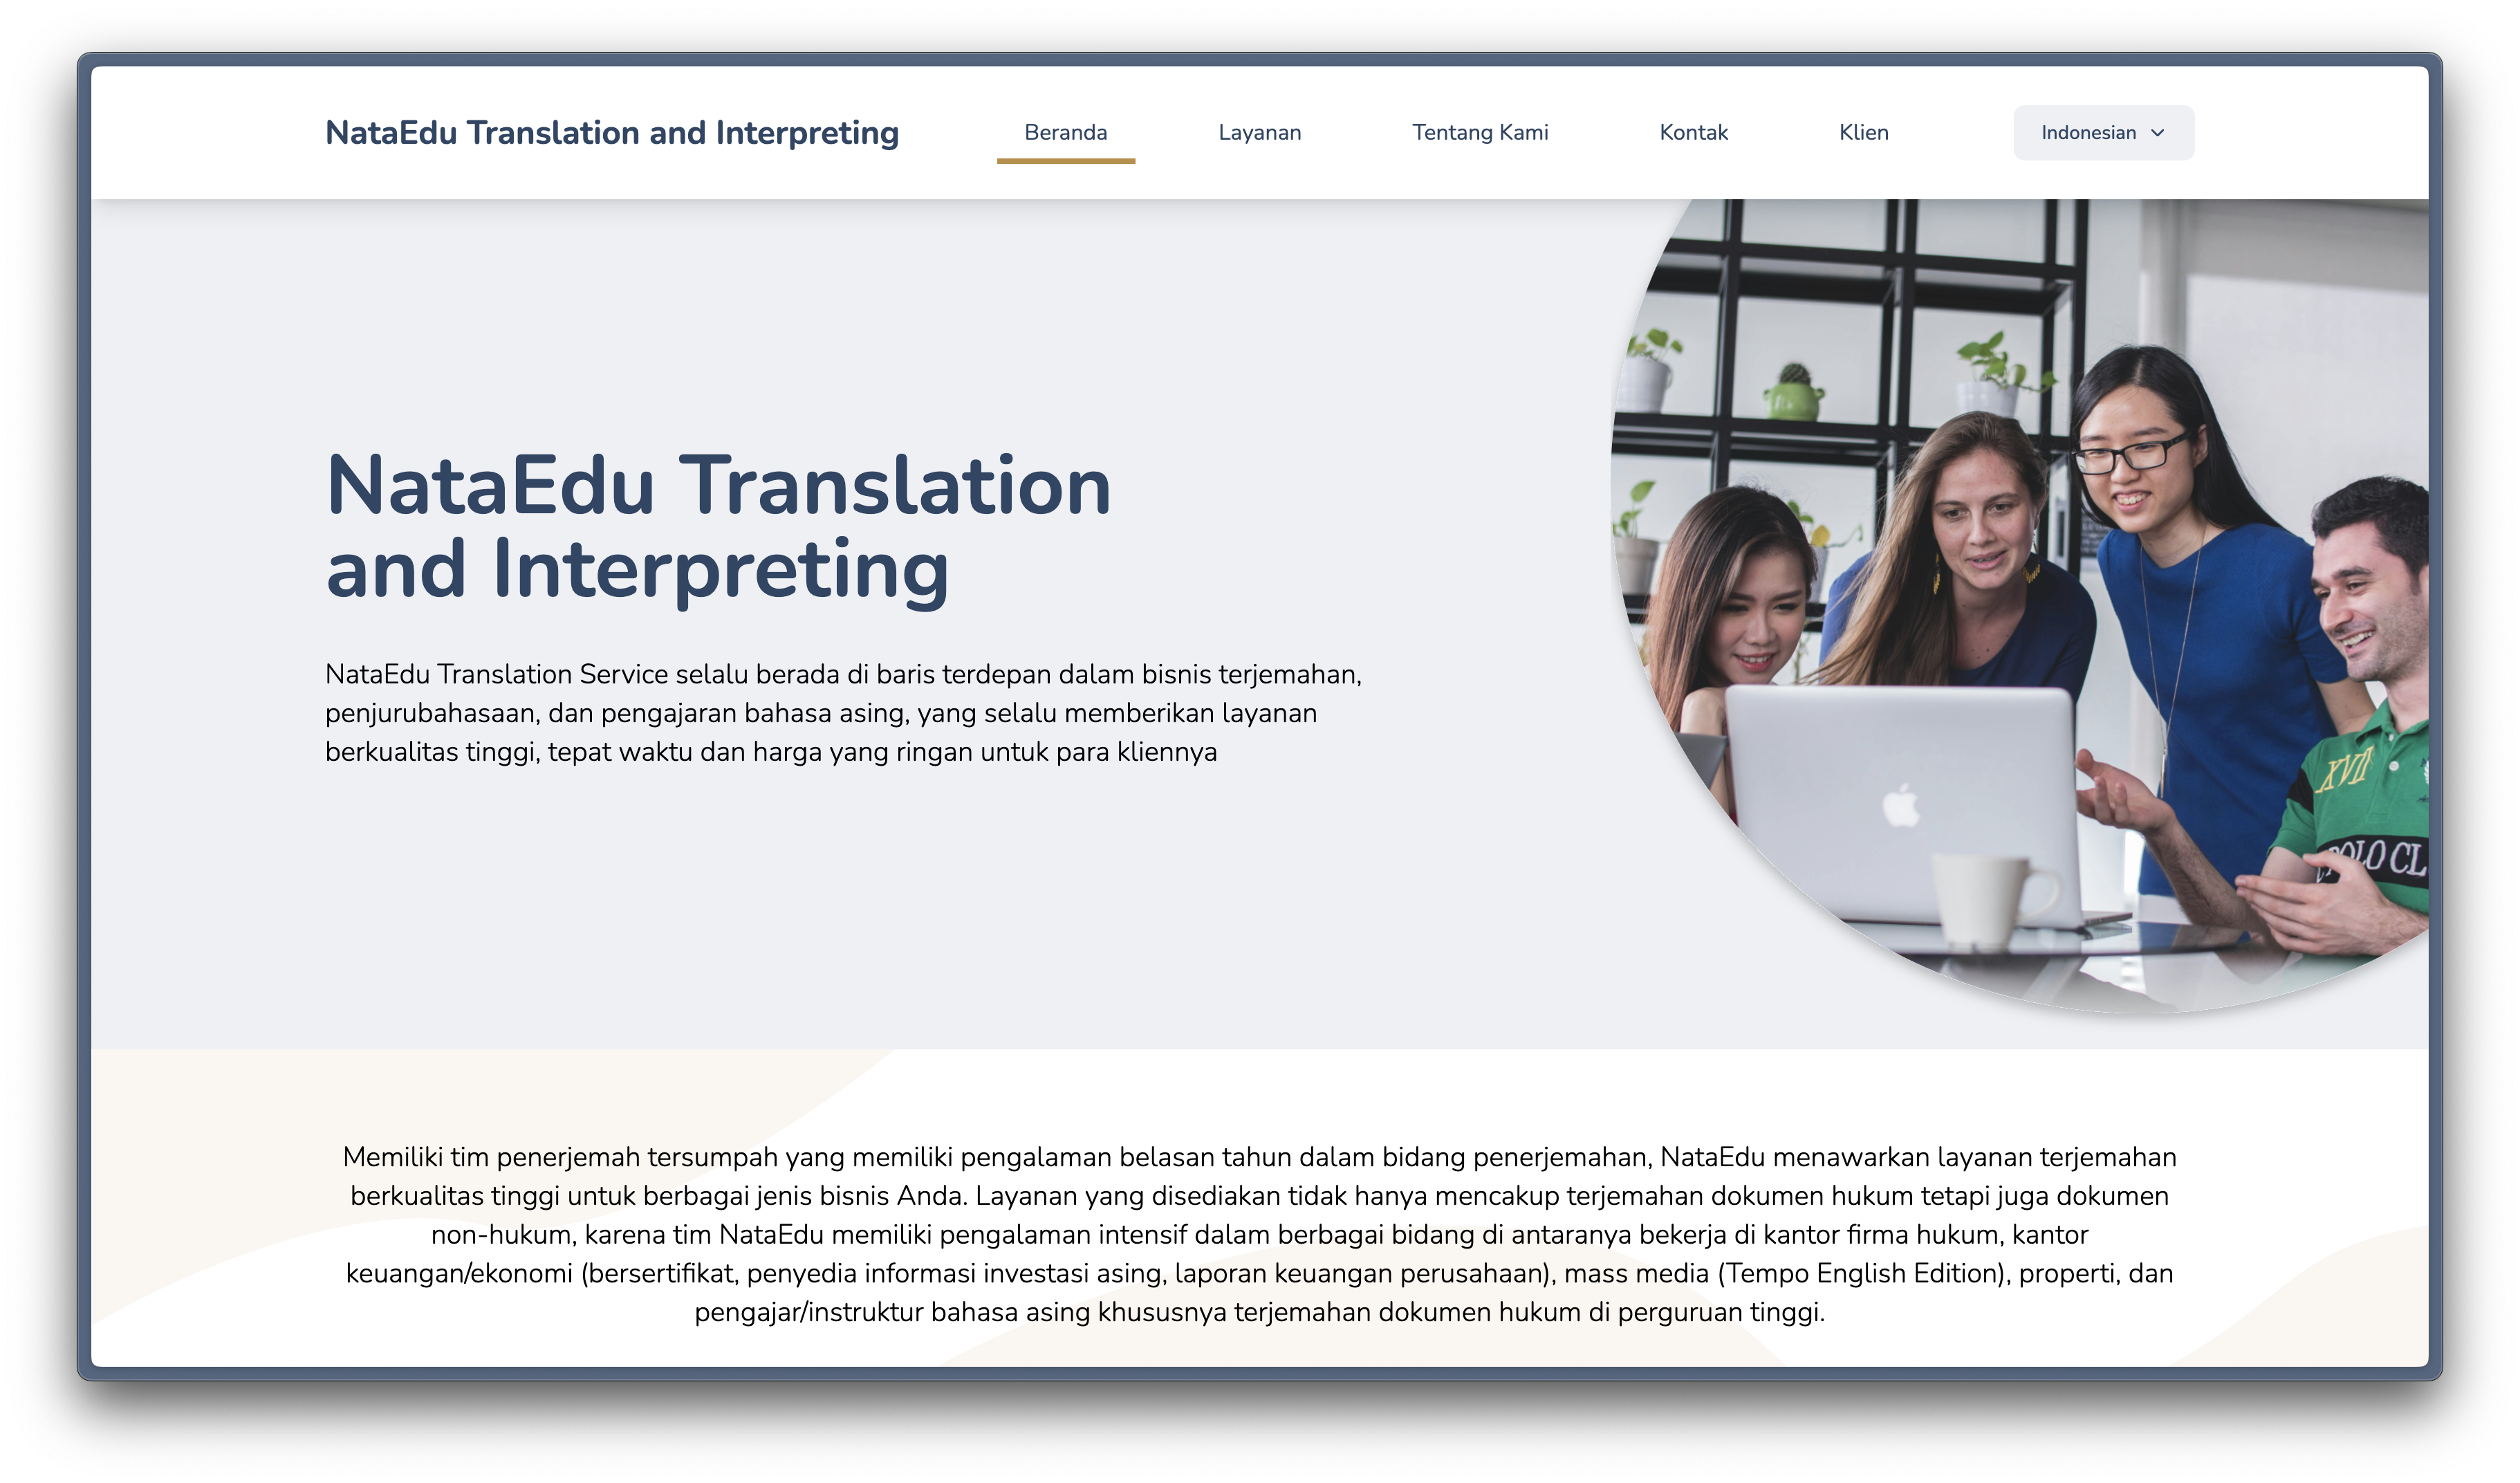 NataEdu Translation and Interpreting
Beranda
Layanan
Tentang Kami
Kontak
Klien
Indonesian
NataEdu Translation
and Interpreting
NataEdu Translation Service selalu berada di baris terdepan dalam bisnis terjemahan,
penjurubahasaan, dan pengajaran bahasa asing, yang selalu memberikan layanan
berkualitas tinggi, tepat waktu dan harga yang ringan untuk para kliennya
XVII
POLO CL
Memiliki tim penerjemah tersumpah yang memiliki pengalaman belasan tahun dalam bidang penerjemahan, NataEdu menawarkan layanan terjemahan
berkualitas tinggi untuk berbagai jenis bisnis Anda. Layanan yang disediakan tidak hanya mencakup terjemahan dokumen hukum tetapi juga dokumen
non-hukum, karena tim NataEdu memiliki pengalaman intensif dalam berbagai bidang di antaranya bekerja di kantor firma hukum, kantor
keuangan/ekonomi (bersertifikat, penyedia informasi investasi asing, laporan keuangan perusahaan), mass media (Tempo English Edition), properti, dan
pengajar/instruktur bahasa asing khususnya terjemahan dokumen hukum di perguruan tinggi.